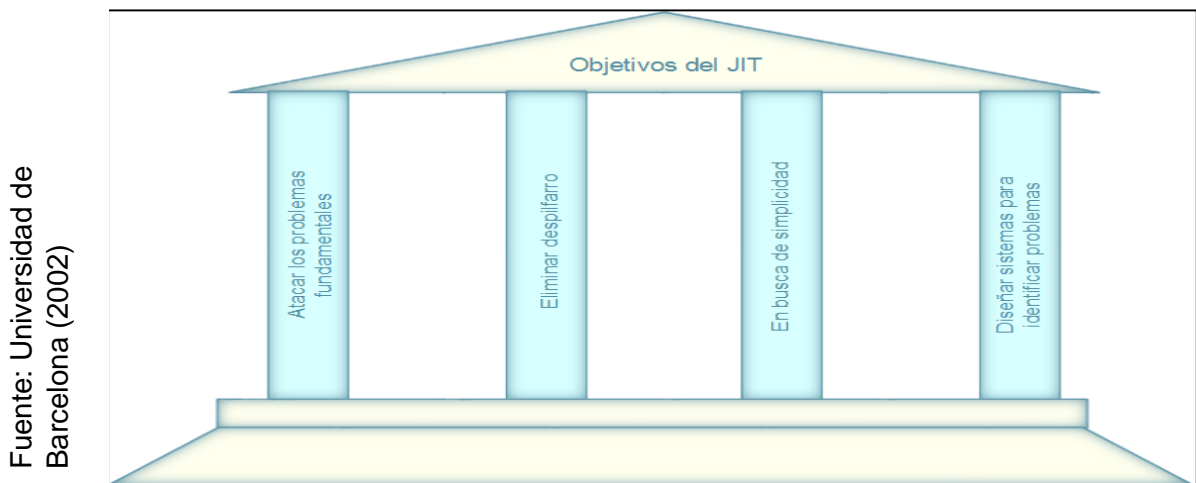 Objetivos del JIT
Atacar los problemas
fundamentales
Eliminar despilfarro
En busca de simplicidad
Diseñar sistemas para
identificar problemas
Fuente: Universidad de
Barcelona (2002)